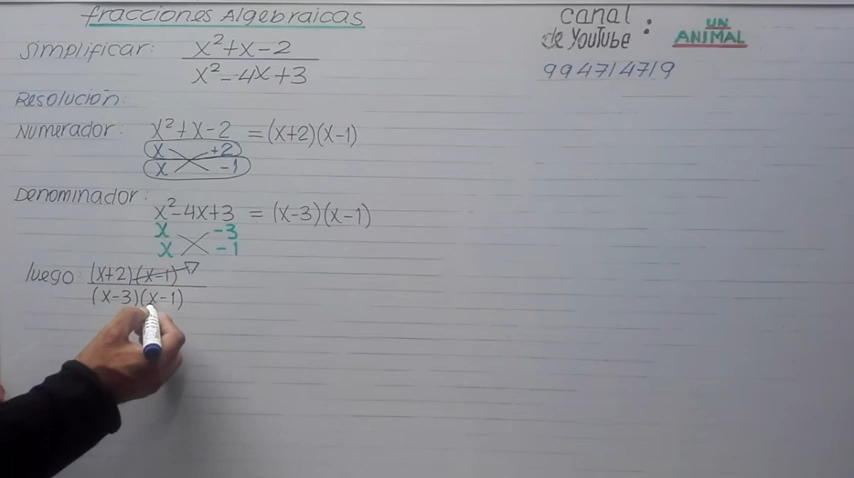 fracciones Algebraicas
canal de YouTube : UN ANIMAL
994714719
simplificar: x²+x-2 / x²-4x+3
Resolución:
Numerador: x²+x-2 = (x+2)(x-1)
x +2
x -1
Denominador:
x²-4x+3 = (x-3)(x-1)
x -3
x -1
luego: (x+2)(x-1)
(x-3)(x-1)